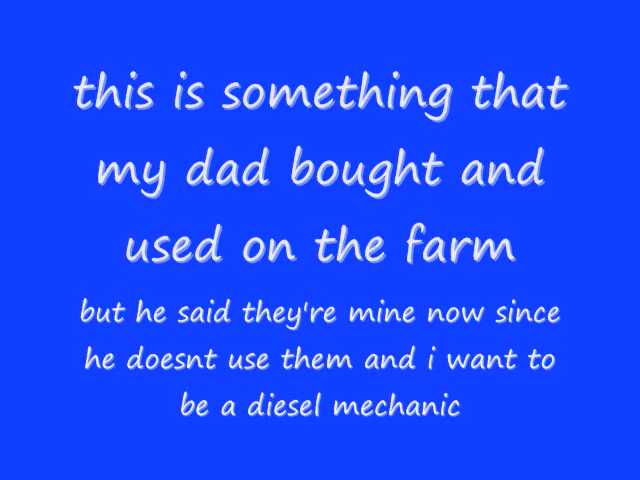 this is something that
my dad bought and
used on the farm
but he said they're mine now since
he doesnt use them and i want to
be a diesel mechanic